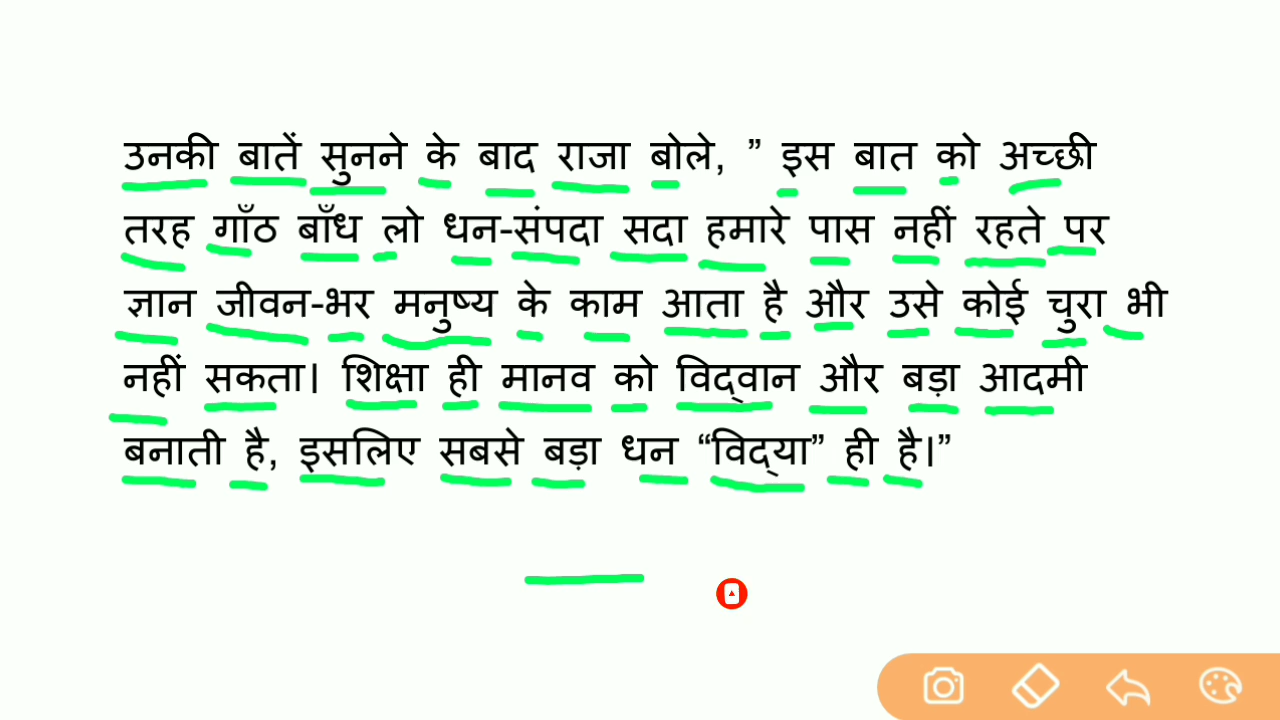 उनकी बातें सुनने के बाद राजा बोले, ” इस बात को अच्छी
तरह गाँठ बाँध लो धन-संपदा सदा हमारे पास नहीं रहते पर
ज्ञान जीवन-भर मनुष्य के काम आता है और उसे कोई चुरा भी
नहीं सकता। शिक्षा ही मानव को विद्‌वान और बड़ा आदमी
बनाती है, इसलिए सबसे बड़ा धन “विद्‌या” ही है।”